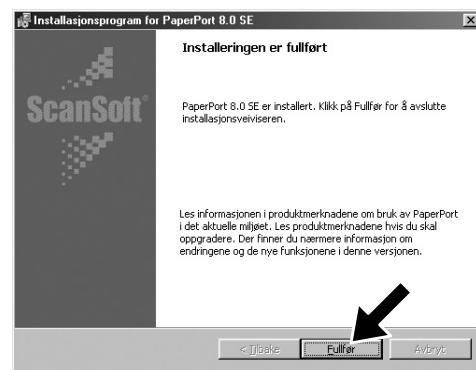 Installasjonsprogram for PaperPort 8.0 SE
Installeringen er fullført
ScanSoft®
PaperPort 8.0 SE er installert. Klikk på Fullfør for å avslutte
installasjonsveiviseren.
Les informasjonen i produktmerknadene om bruk av PaperPort
i det aktuelle miljøet. Les produktmerknadene hvis du skal
oppgradere. Der finner du nærmere informasjon om
endringene og de nye funksjonene i denne versjonen.
< Tilbake Fullfør Avbryt